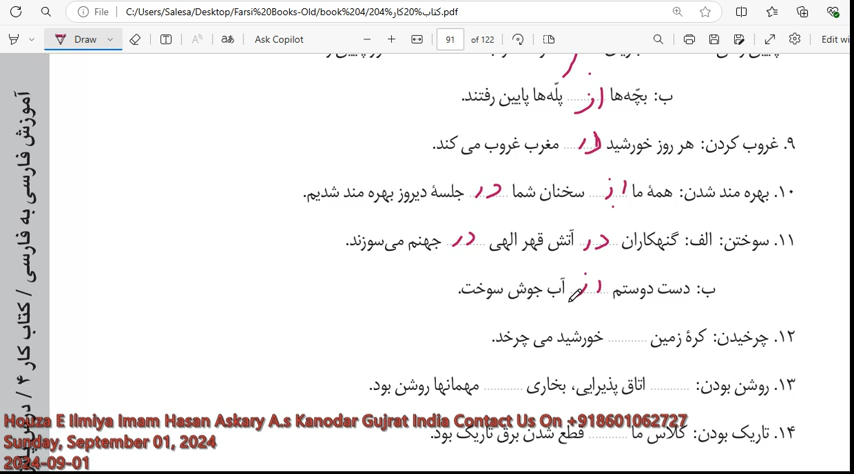 File C:/Users/Salesa/Desktop/Farsi%20Books-Old/book%204/204%کتاب%20کار.pdf
Draw Ask Copilot 91 of 122 Edit wi
ب: بچّه‌ها از پلّه‌ها پایین رفتند.
۹. غروب کردن: هر روز خورشید در مغرب غروب می کند.
۱۰. بهره مند شدن: همهٔ ما از سخنان شما در جلسهٔ دیروز بهره مند شدیم.
۱۱. سوختن: الف: گنهکاران در آتش قهر الهی در جهنم می‌سوزند.
ب: دست دوستم از آب جوش سوخت.
۱۲. چرخیدن: کرهٔ زمین ........... خورشید می چرخد.
۱۳. روشن بودن: ........... اتاق پذیرایی، بخاری ........... مهمانها روشن بود.
۱۴. تاریک بودن: کلاس ما ........... قطع شدن برق تاریک بود.
آموزش فارسی به فارسی / کتاب کار ۴ /
Houza E Ilmiya Imam Hasan Askary A.s Kanodar Gujrat India Contact Us On +918601062727
Sunday, September 01, 2024
2024-09-01